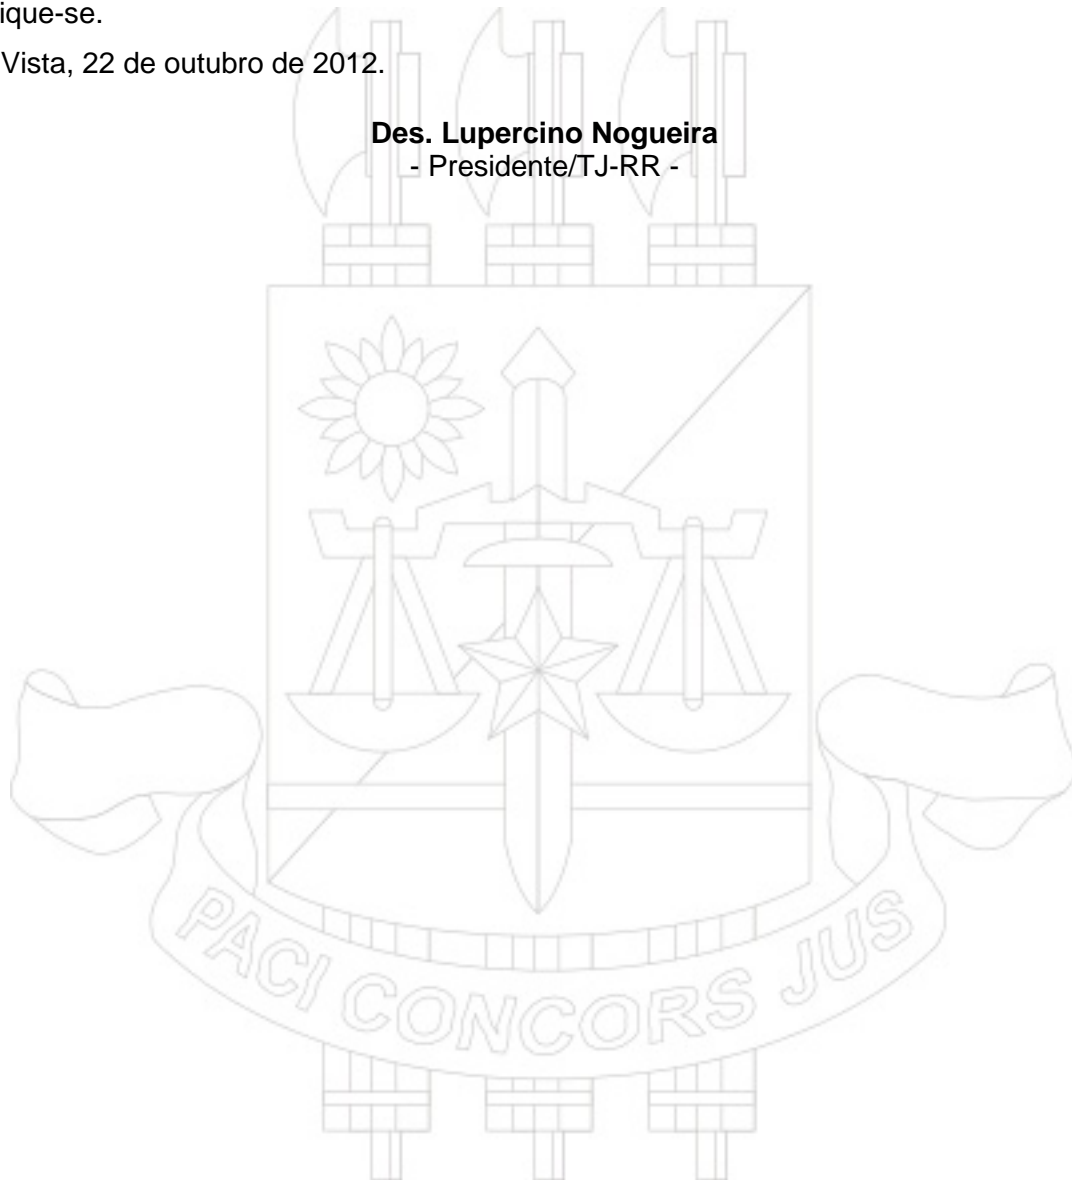 ique-se.
Vista, 22 de outubro de 2012.
Des. Lupercino Nogueira
- Presidente/TJ-RR -
PACI CONCORS JUS